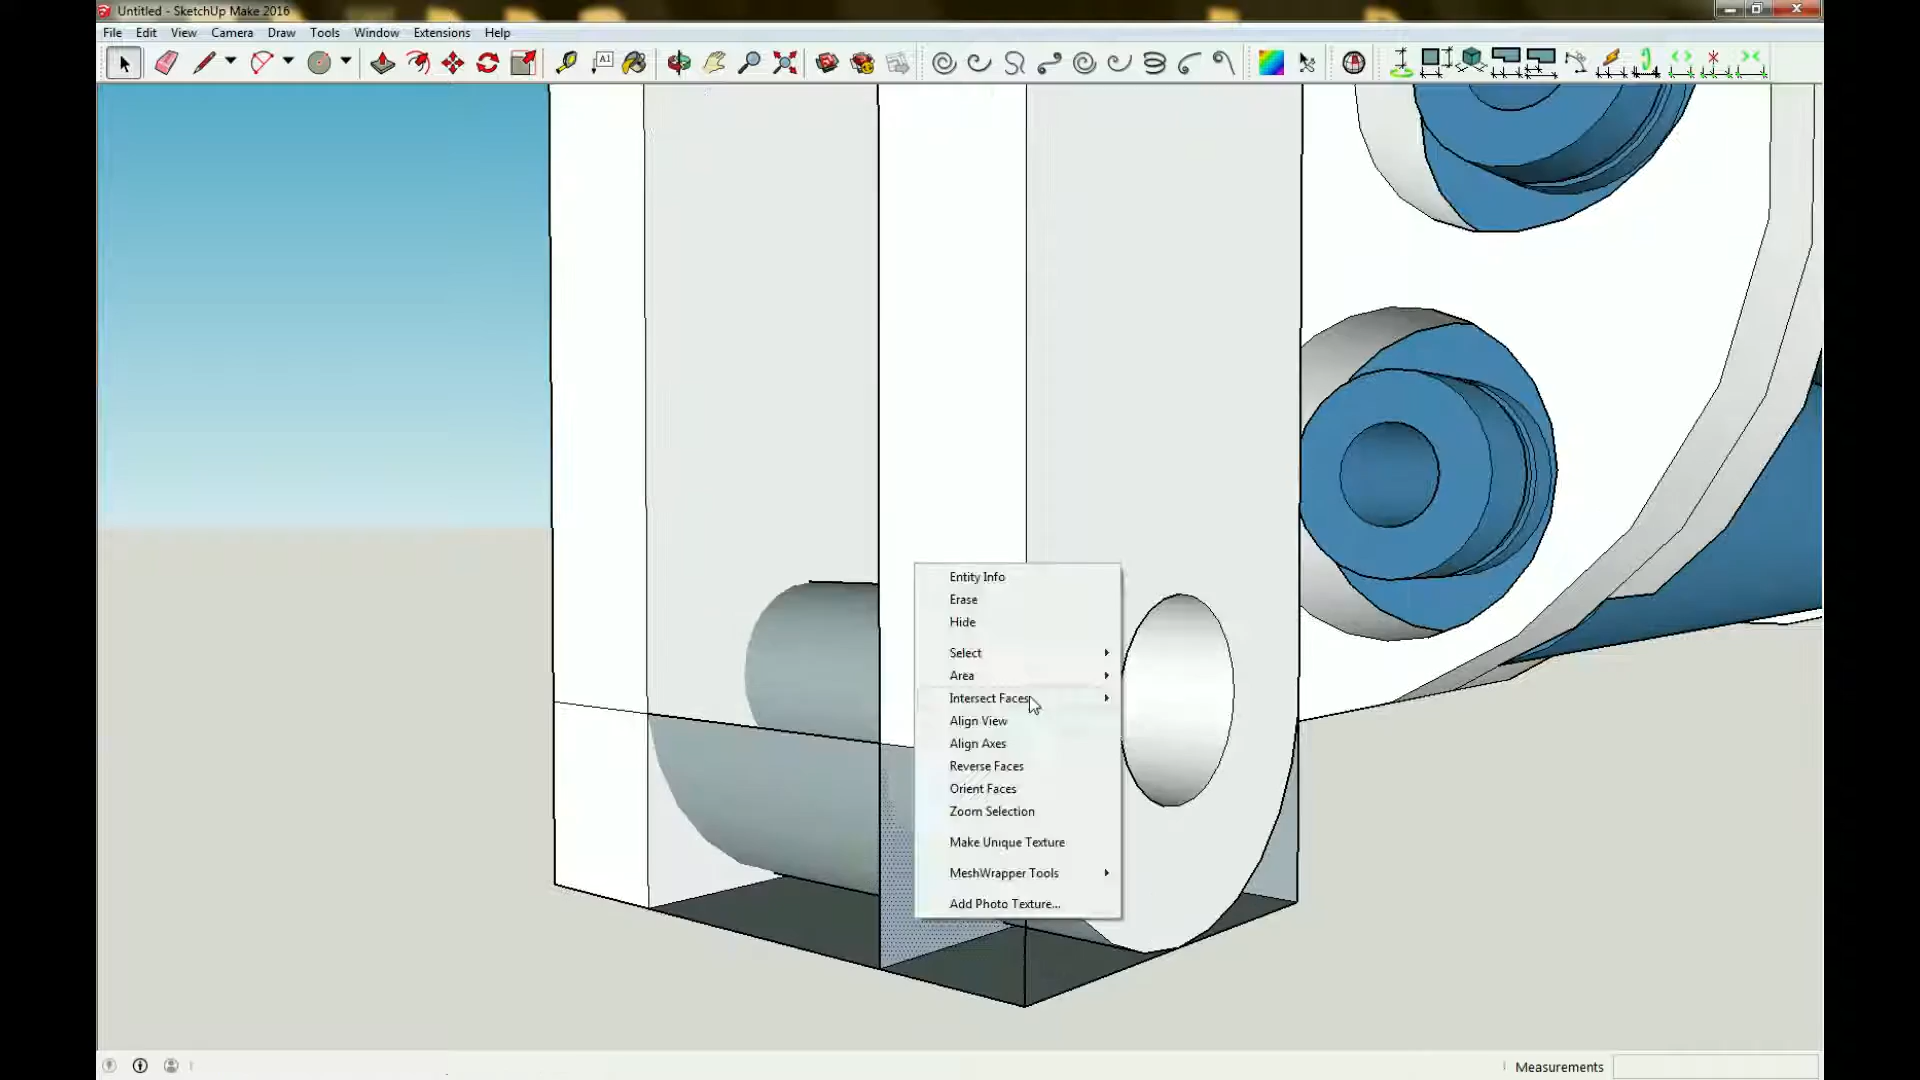 Untitled - SketchUp Make 2016
File Edit View Camera Draw Tools Window Extensions Help
A1
Entity Info
Erase
Hide
Select
Area
Intersect Faces
Align View
Align Axes
Reverse Faces
Orient Faces
Zoom Selection
Make Unique Texture
MeshWrapper Tools
Add Photo Texture...
Measurements